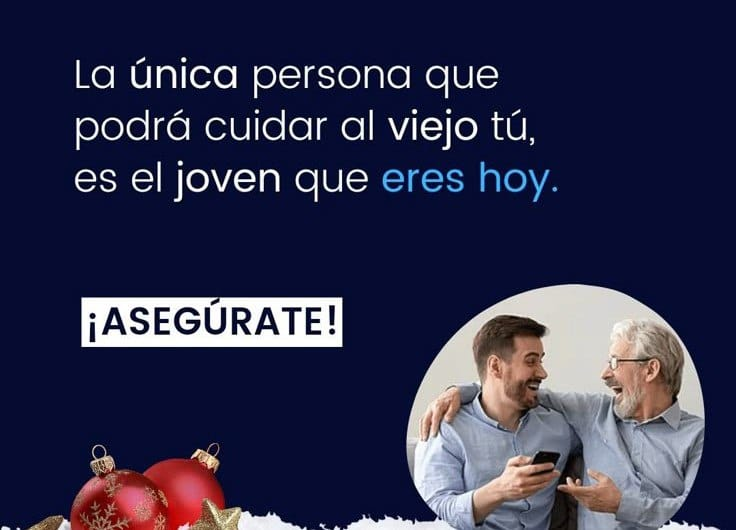 La única persona que
podrá cuidar al viejo tú,
es el joven que eres hoy.
¡ASEGÚRATE!